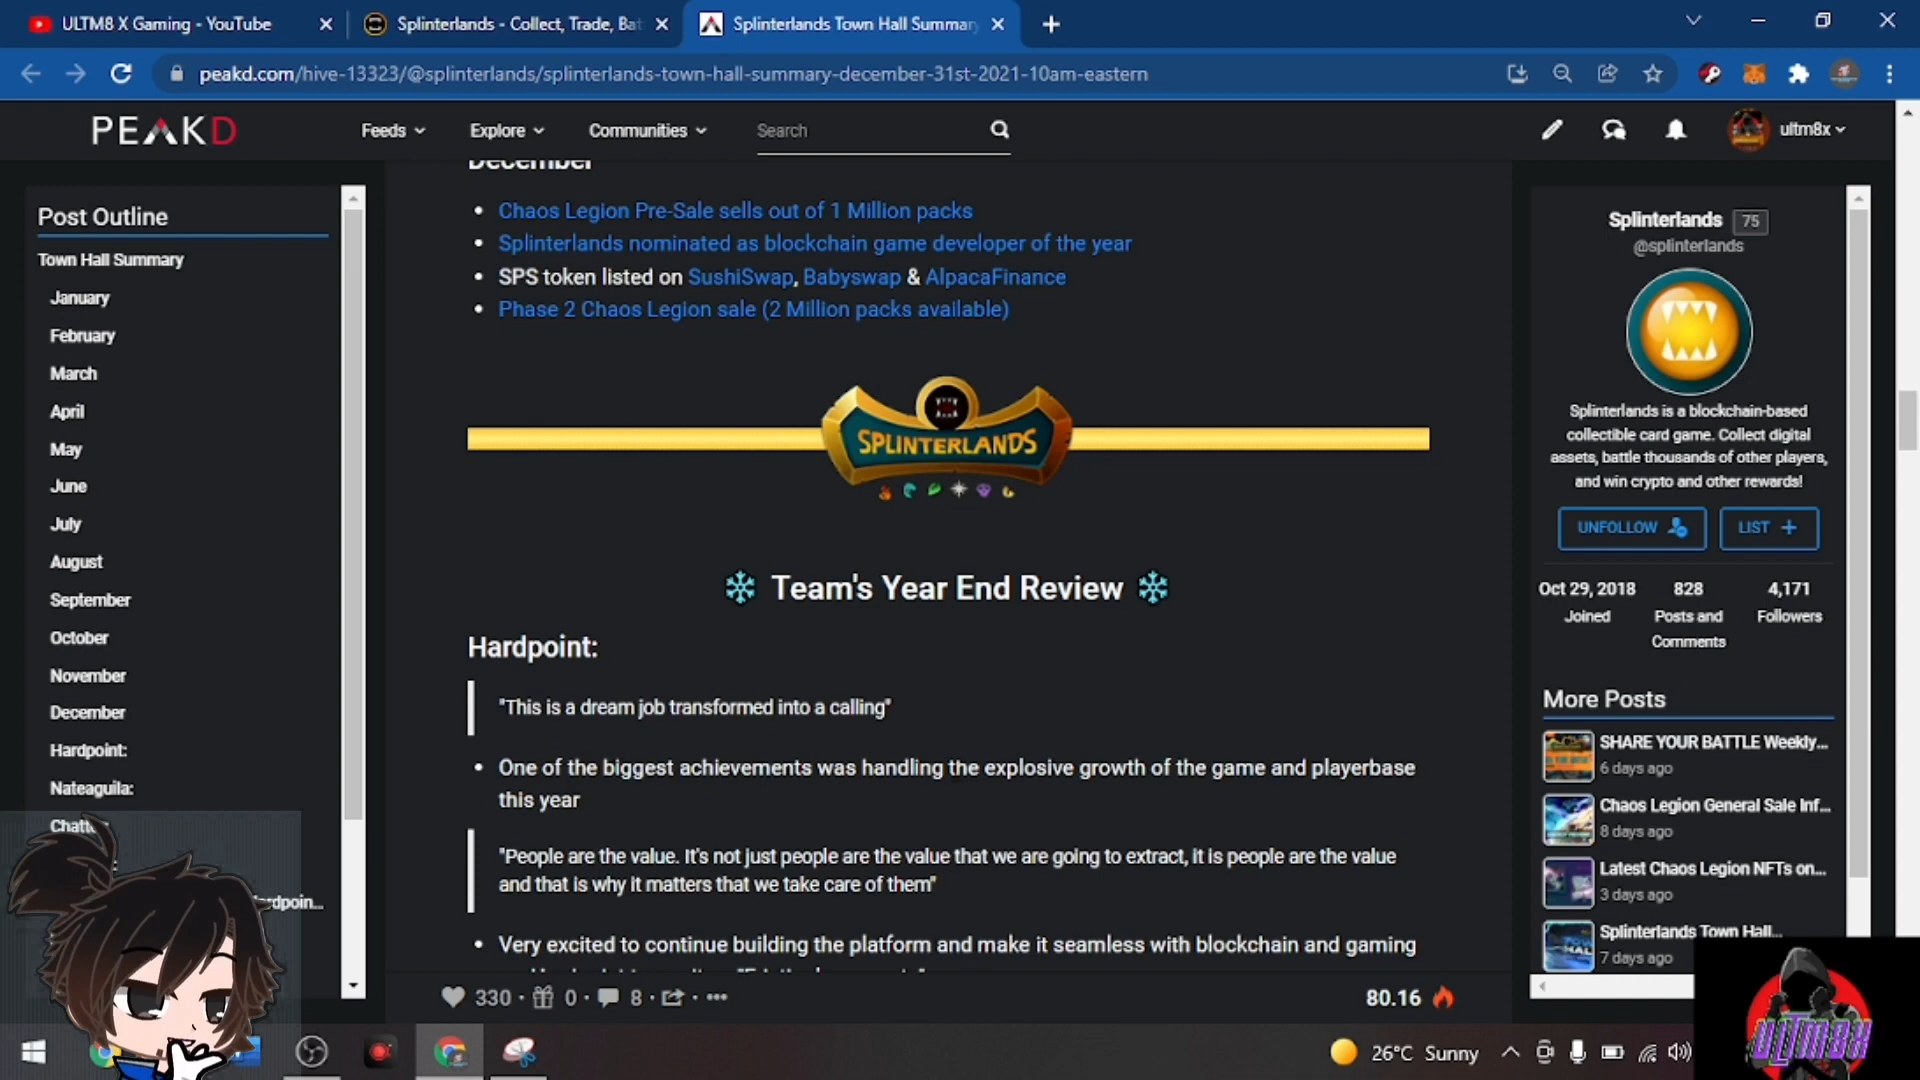 ULTM8 X Gaming - YouTube
Splinterlands - Collect, Trade, Bat
Splinterlands Town Hall Summary
peakd.com/hive-13323/@splinterlands/splinterlands-town-hall-summary-december-31st-2021-10am-eastern
PEAKD
Feeds
Explore
Communities
Search
ultm8x
Post Outline
Town Hall Summary
January
February
March
April
May
June
July
August
September
October
November
December
Hardpoint:
Nateaguila:
December
Chaos Legion Pre-Sale sells out of 1 Million packs
Splinterlands nominated as blockchain game developer of the year
SPS token listed on SushiSwap, Babyswap & AlpacaFinance
Phase 2 Chaos Legion sale (2 Million packs available)
SPLINTERLANDS
Team's Year End Review
Hardpoint:
"This is a dream job transformed into a calling"
One of the biggest achievements was handling the explosive growth of the game and playerbase
this year
"People are the value. It's not just people are the value that we are going to extract, it is people are the value
and that is why it matters that we take care of them"
Very excited to continue building the platform and make it seamless with blockchain and gaming
330 · 0 · 8 · · •••
80.16
Splinterlands 75
@splinterlands
Splinterlands is a blockchain-based
collectible card game. Collect digital
assets, battle thousands of other players,
and win crypto and other rewards!
UNFOLLOW
LIST +
Oct 29, 2018 828 4,171
Joined Posts and Followers
Comments
More Posts
SHARE YOUR BATTLE Weekly...
6 days ago
Chaos Legion General Sale Inf...
8 days ago
Latest Chaos Legion NFTs on...
3 days ago
Splinterlands Town Hall...
7 days ago
26°C Sunny
ULTM8X